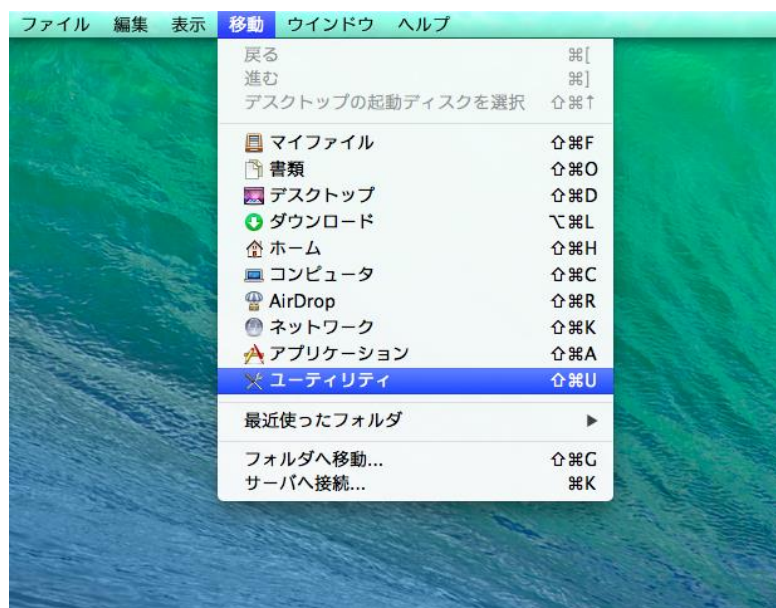 ファイル 編集 表示 移動 ウインドウ ヘルプ
戻る ⌘[
進む ⌘]
デスクトップの起動ディスクを選択 ⇧⌘↑
マイファイル ⇧⌘F
書類 ⇧⌘O
デスクトップ ⇧⌘D
ダウンロード ⌥⌘L
ホーム ⇧⌘H
コンピュータ ⇧⌘C
AirDrop ⇧⌘R
ネットワーク ⇧⌘K
アプリケーション ⇧⌘A
ユーティリティ ⇧⌘U
最近使ったフォルダ ▶
フォルダへ移動... ⇧⌘G
サーバへ接続... ⌘K